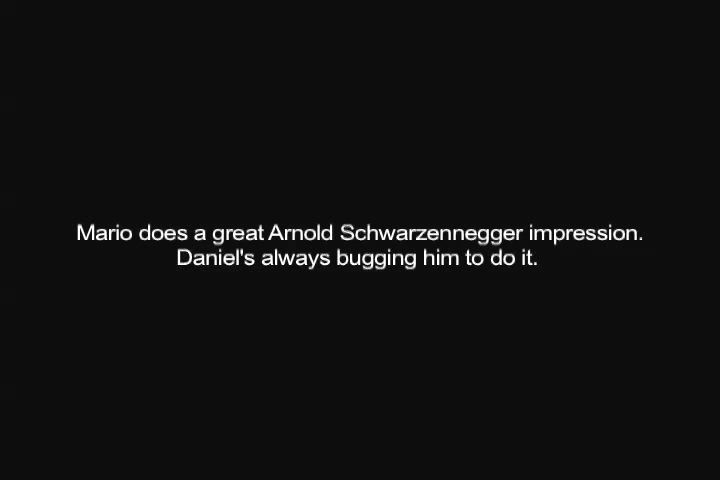 Mario does a great Arnold Schwarzennegger impression.
Daniel's always bugging him to do it.